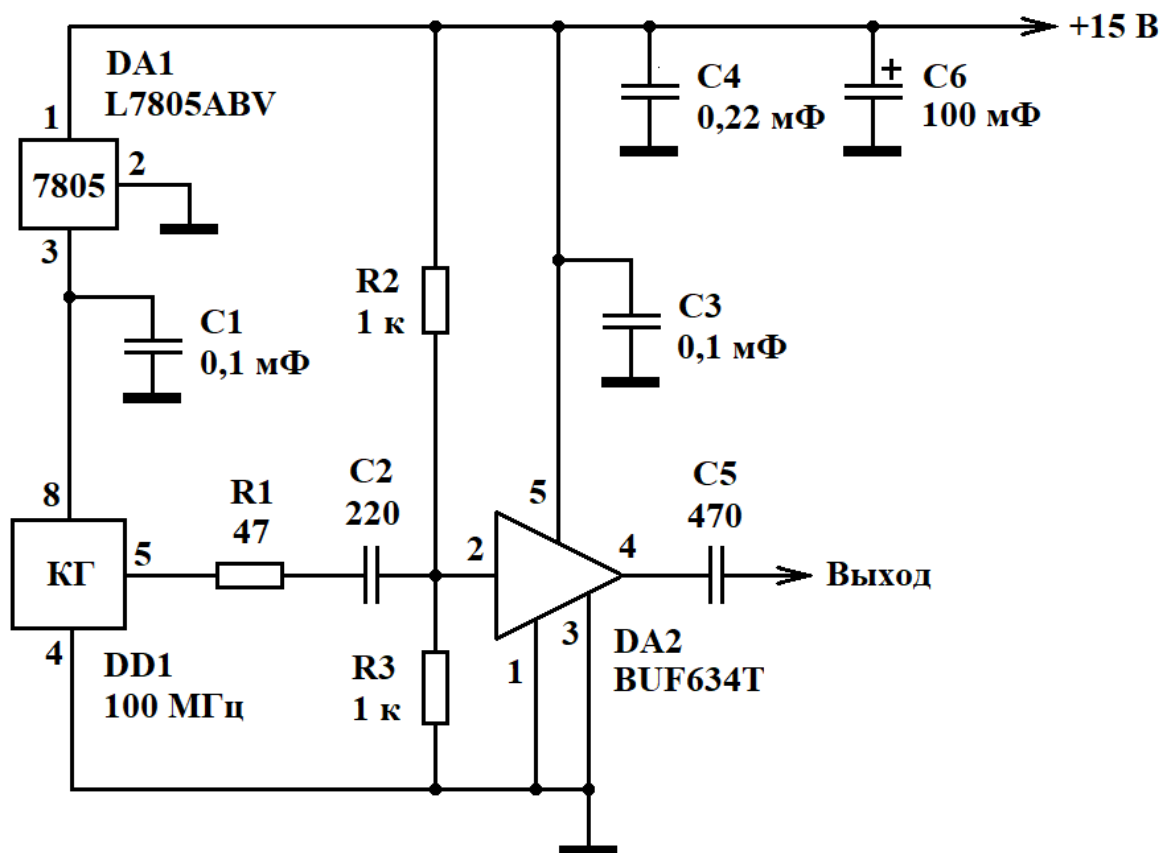 +15 В
DA1
L7805ABV
1
7805
2
3
C1
0,1 мФ
C4
0,22 мФ
C6
100 мФ
+
R2
1 к
C3
0,1 мФ
8
КГ
5
4
DD1
100 МГц
R1
47
C2
220
2
5
4
1
3
C5
470
Выход
DA2
BUF634T
R3
1 к